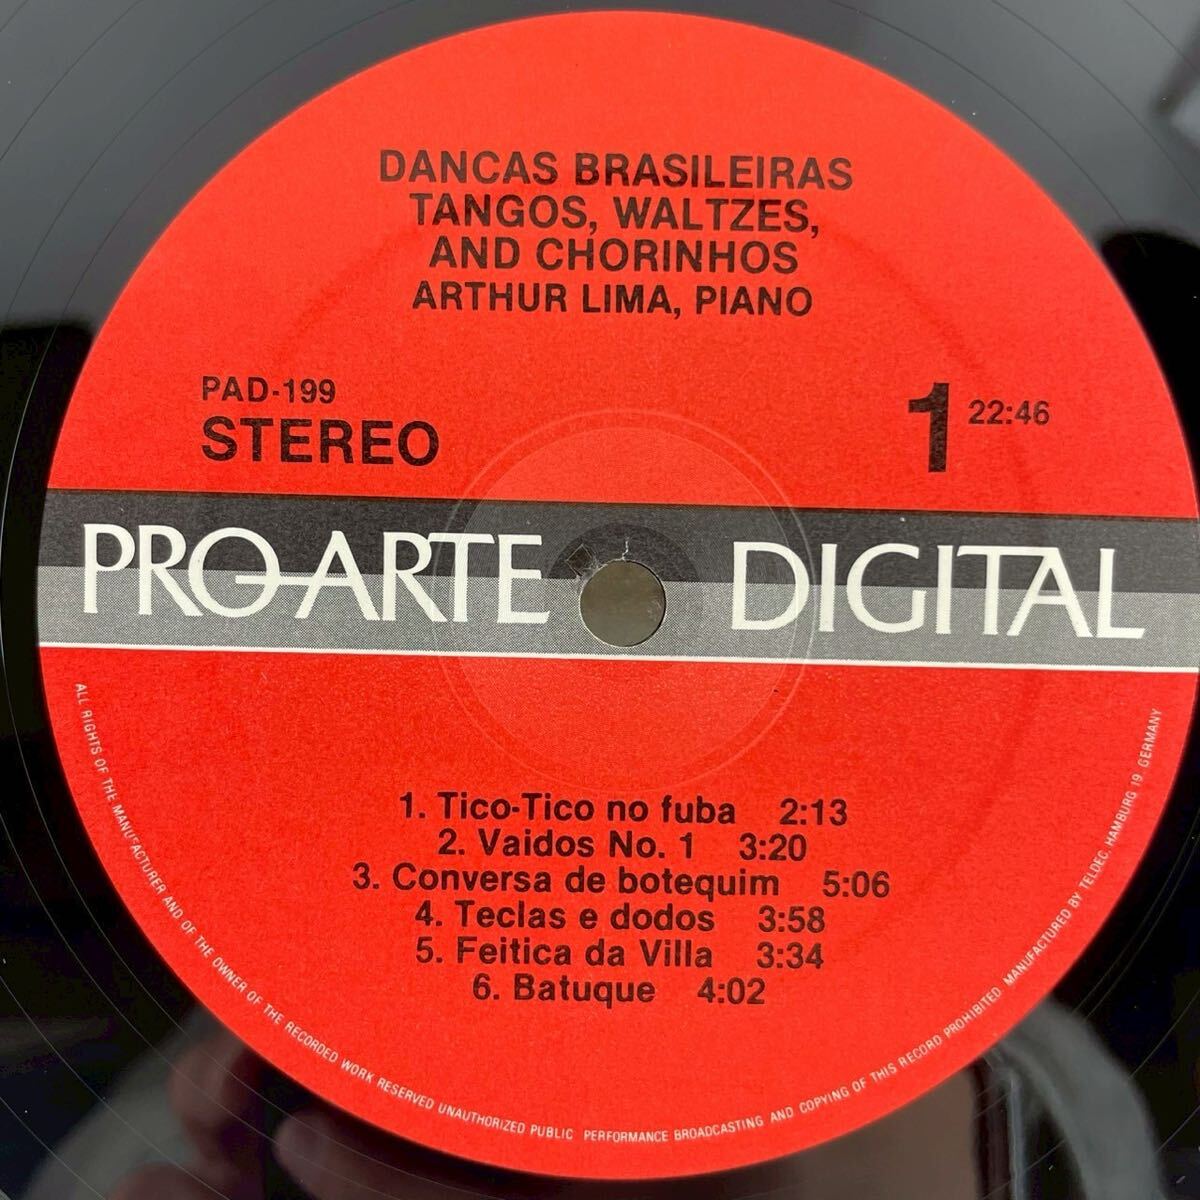 DANCAS BRASILEIRAS
TANGOS, WALTZES,
AND CHORINHOS
ARTHUR LIMA, PIANO
PAD-199
STEREO
1 22:46
PRO-ARTE DIGITAL
1. Tico-Tico no fuba 2:13
2. Vaidos No. 1 3:20
3. Conversa de botequim 5:06
4. Teclas e dodos 3:58
5. Feitica da Villa 3:34
6. Batuque 4:02
ALL RIGHTS OF THE MANUFACTURER AND OF THE OWNER OF THE RECORDED WORK RESERVED UNAUTHORIZED PUBLIC PERFORMANCE BROADCASTING AND COPYING OF THIS RECORD PROHIBITED. MANUFACTURED BY TELDEC, HAMBURG 19, GERMANY